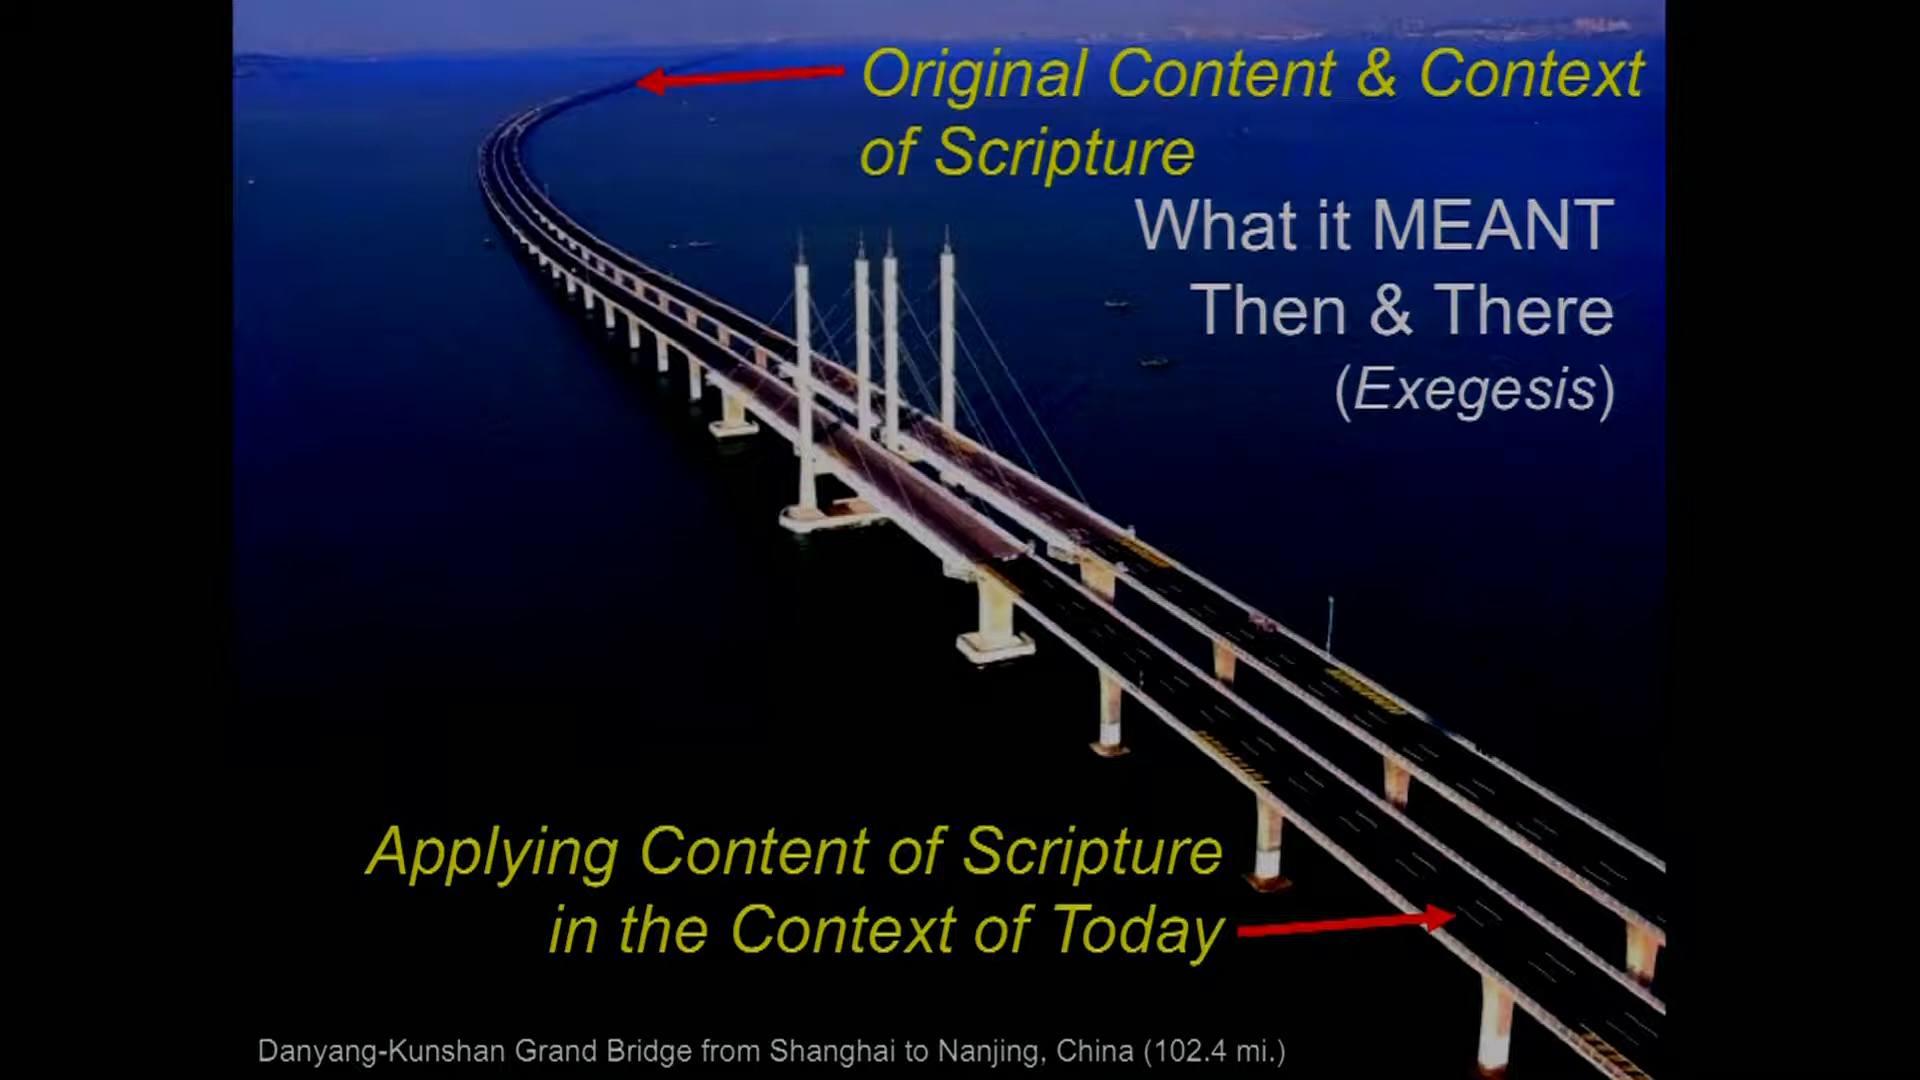 Original Content & Context
of Scripture
What it MEANT
Then & There
(Exegesis)
Applying Content of Scripture
in the Context of Today
Danyang-Kunshan Grand Bridge from Shanghai to Nanjing, China (102.4 mi.)